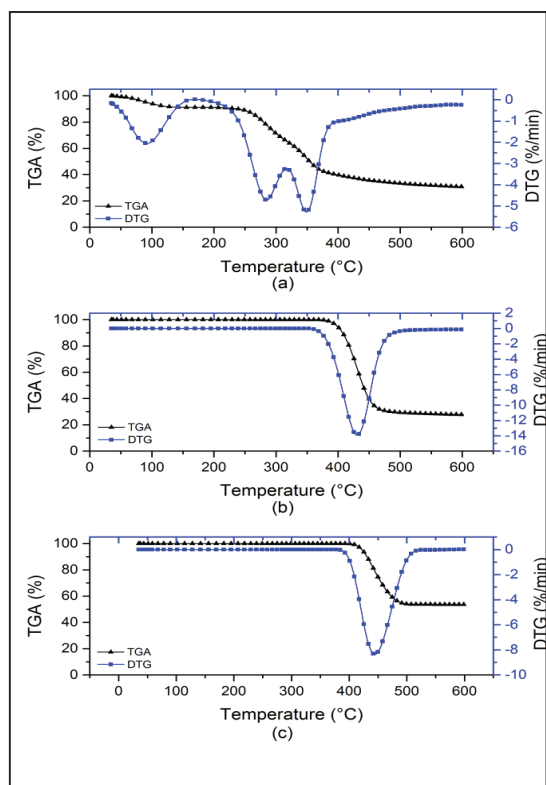 100
80
60
40
20
0
TGA (%)
0
-1
-2
-3
-4
-5
-6
DTG (%/min)
TGA
DTG
0 100 200 300 400 500 600
Temperature (°C)
(a)
100
80
60
40
20
0
TGA (%)
2
0
-2
-4
-6
-8
-10
-12
-14
-16
DTG (%/min)
TGA
DTG
0 100 200 300 400 500 600
Temperature (°C)
(b)
100
80
60
40
20
0
TGA (%)
0
-2
-4
-6
-8
-10
DTG (%/min)
TGA
DTG
0 100 200 300 400 500 600
Temperature (°C)
(c)